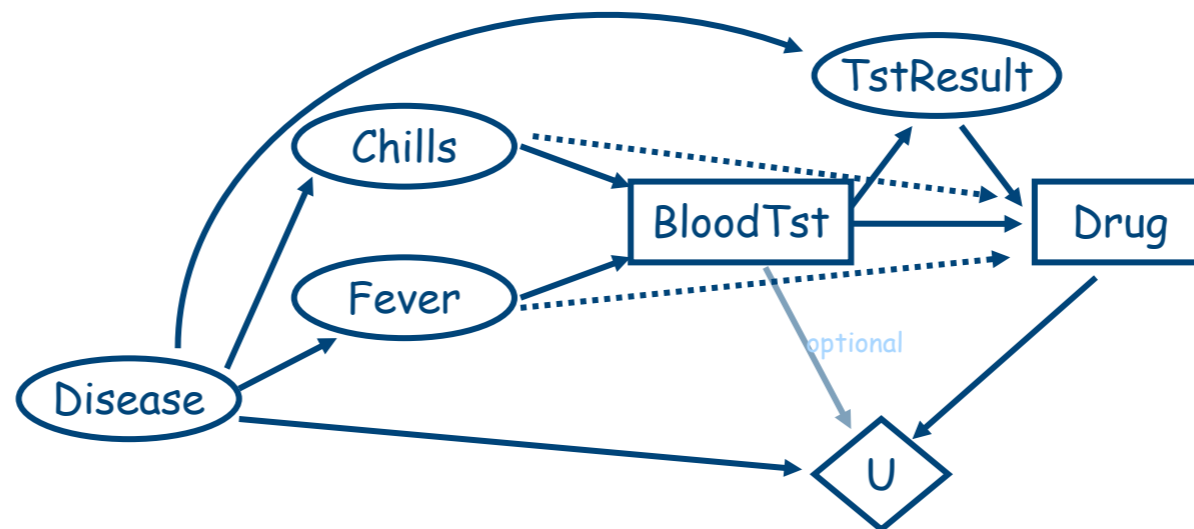 TstResult
Chills
BloodTst
Drug
Fever
optional
Disease
U